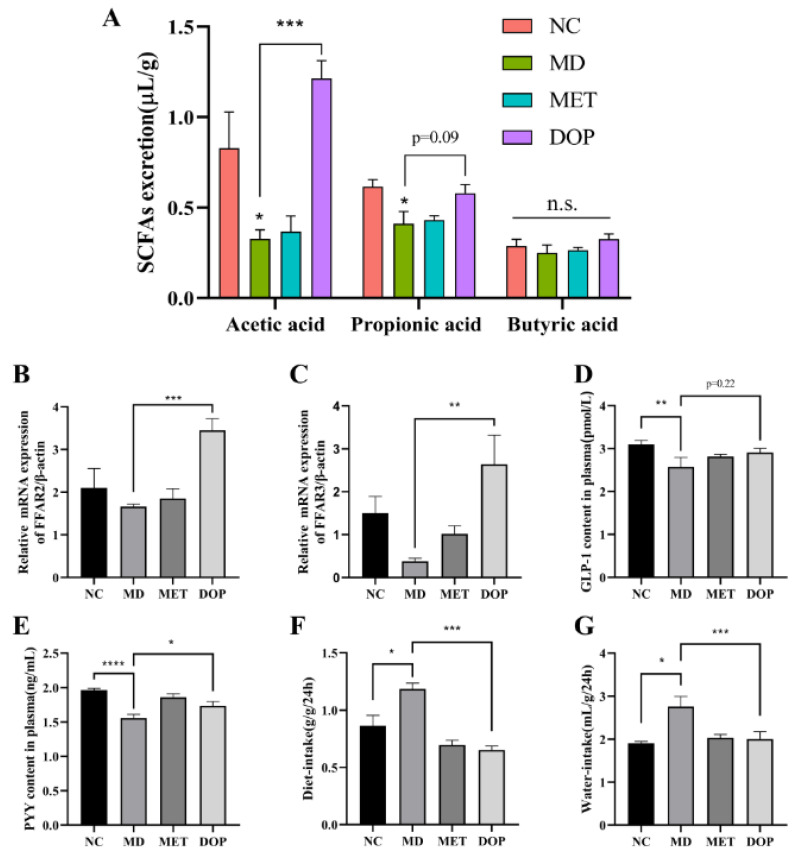 A
SCFAs excretion(µL/g)
1.5
1.0
0.5
0.0
***
*
p=0.09
*
n.s.
NC
MD
MET
DOP
Acetic acid
Propionic acid
Butyric acid
B
Relative mRNA expression
of FFAR2/β-actin
4
3
2
1
0
***
NC
MD
MET
DOP
C
Relative mRNA expression
of FFAR3/β-actin
4
3
2
1
0
**
NC
MD
MET
DOP
D
GLP-1 content in plasma(pmol/L)
4
3
2
1
0
**
p=0.22
NC
MD
MET
DOP
E
PYY content in plasma(ng/mL)
2.5
2.0
1.5
1.0
0.5
0.0
****
*
NC
MD
MET
DOP
F
Diet-intake(g/g/24h)
1.5
1.0
0.5
0.0
*
***
NC
MD
MET
DOP
G
Water-intake(mL/g/24h)
4
3
2
1
0
*
***
NC
MD
MET
DOP